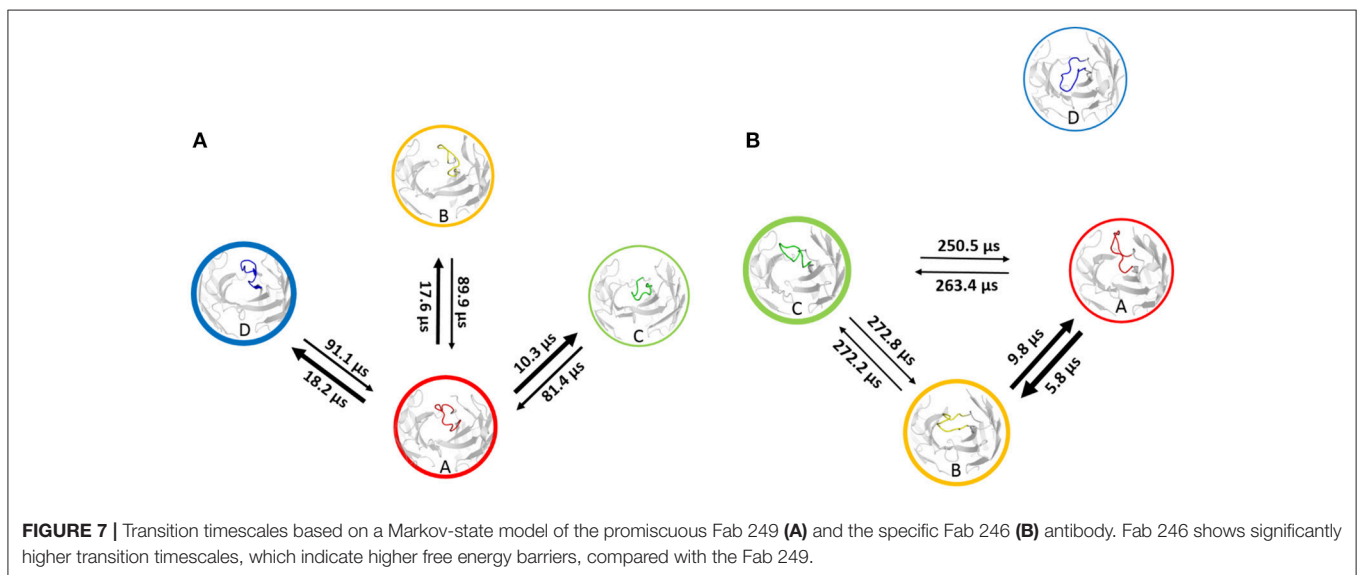 A
B
D
B
89.9 µs
17.6 µs
D
C
91.1 µs
18.2 µs
10.3 µs
81.4 µs
A
250.5 µs
263.4 µs
C
A
272.8 µs
272.2 µs
9.8 µs
5.8 µs
B
FIGURE 7 | Transition timescales based on a Markov-state model of the promiscuous Fab 249 (A) and the specific Fab 246 (B) antibody. Fab 246 shows significantly
higher transition timescales, which indicate higher free energy barriers, compared with the Fab 249.